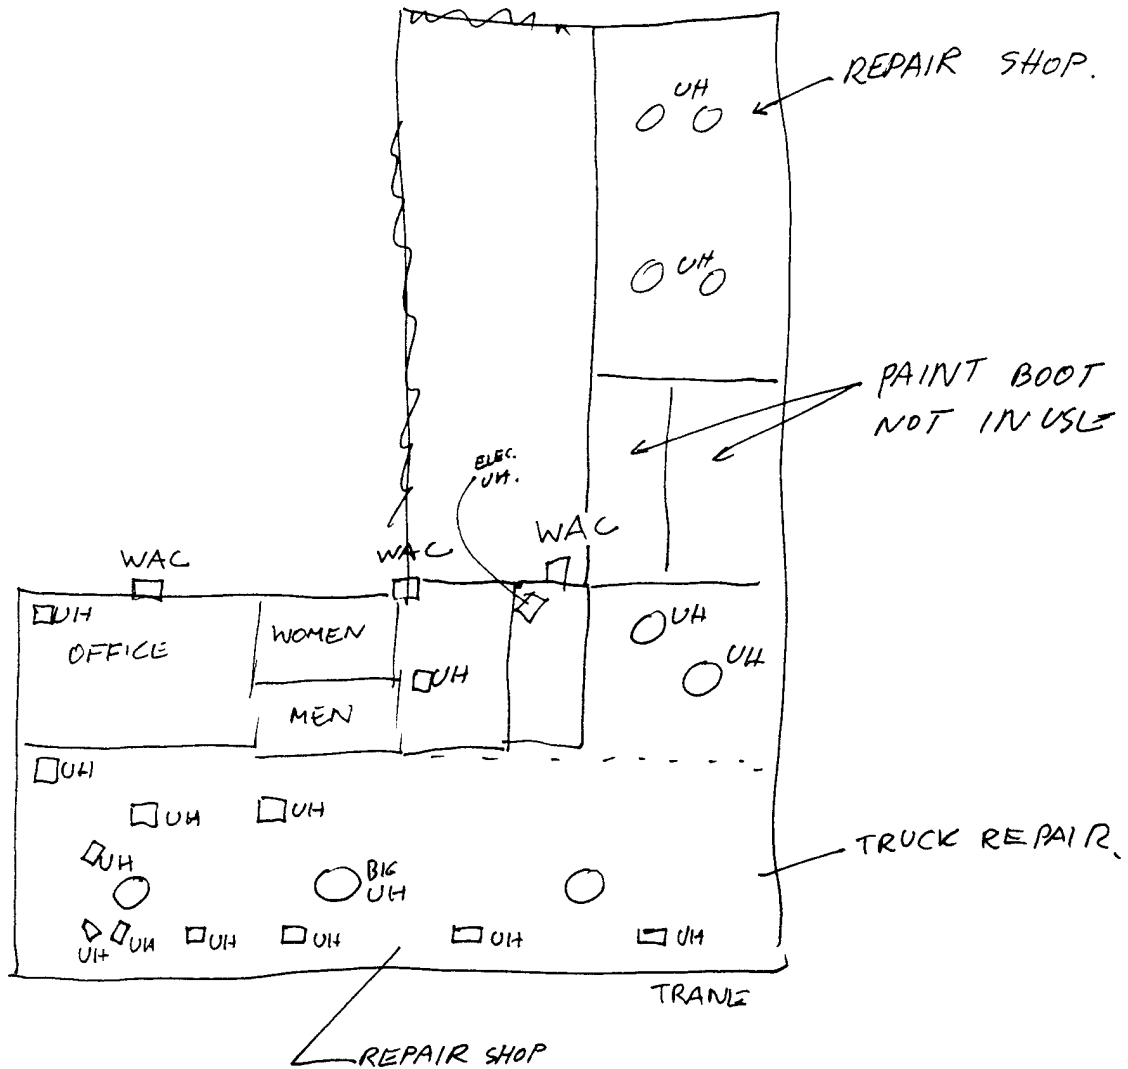 UH
REPAIR SHOP.
UH
PAINT BOOT
NOT IN USE
ELEC.
UH.
WAC
WAC
WAC
UH
OFFICE
WOMEN
MEN
UH
UH
UH
UH
UH
UH
UH
BIG
UH
TRUCK REPAIR.
UH
UH
UH
UH
UH
UH
TRANE
REPAIR SHOP